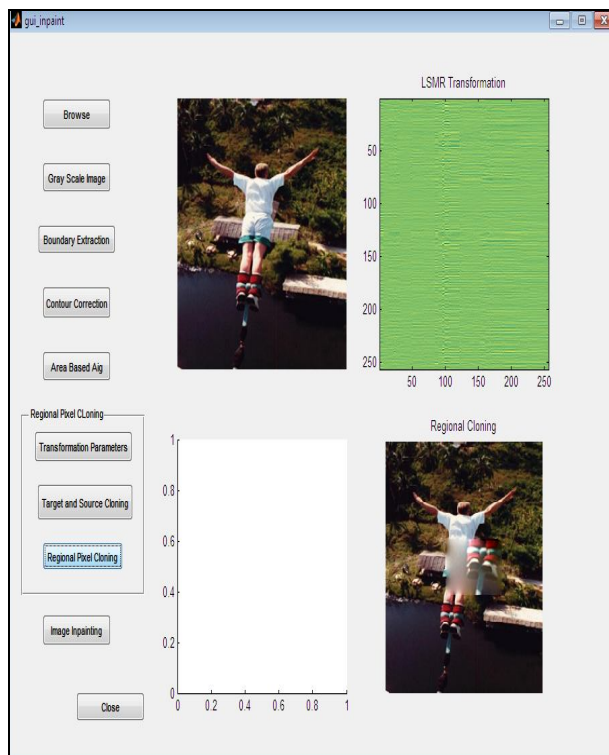 gui_inpaint
Browse
Gray Scale Image
Boundary Extraction
Contour Correction
Area Based Alg
Regional Pixel CLoning
Transformation Parameters
Target and Source Cloning
Regional Pixel Cloning
Image Inpainting
Close
LSMR Transformation
50
100
150
200
250
50 100 150 200 250
1
0.8
0.6
0.4
0.2
0
0 0.2 0.4 0.6 0.8 1
Regional Cloning